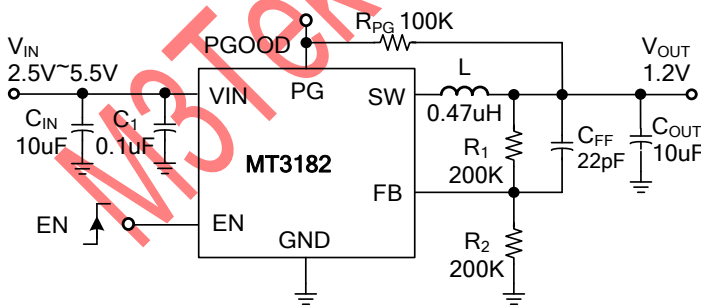 R_PG 100K
PGOOD
V_IN
2.5V~5.5V
V_OUT
1.2V
VIN
PG
SW
L
0.47uH
C_IN
10uF
C_1
0.1uF
R_1
200K
C_FF
22pF
C_OUT
10uF
MT3182
FB
EN
EN
GND
R_2
200K
M3Tek